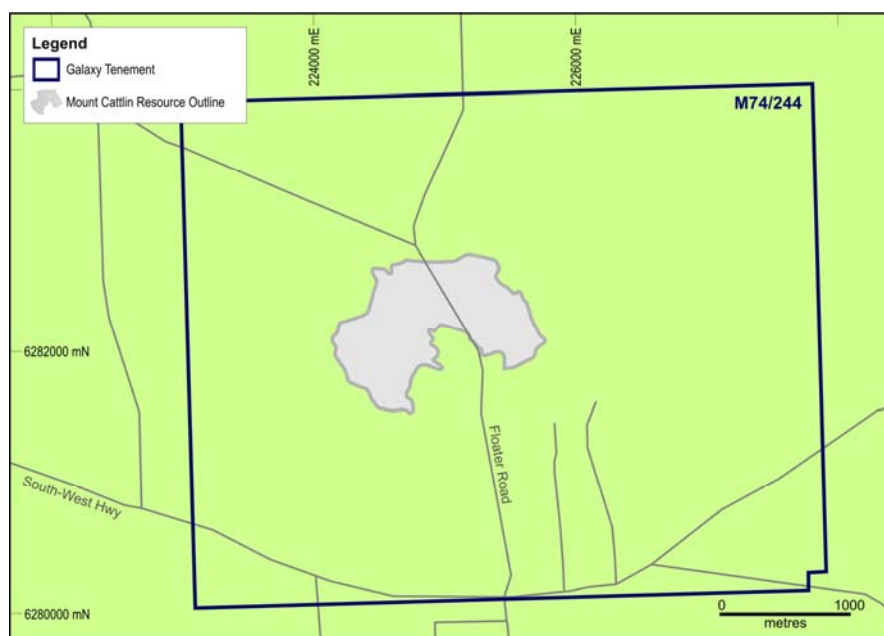 Legend
Galaxy Tenement
Mount Cattlin Resource Outline
224000 mE
226000 mE
M74/244
6282000 mN
Floater Road
South-West Hwy
6280000 mN
0 1000
metres